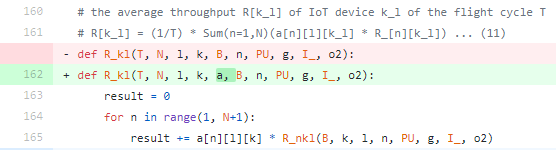 160 # the average throughput R[k_l] of IoT device k_l of the flight cycle T
161 # R[k_l] = (1/T) * Sum(n=1,N)(a[n][l][k_l] * R_[n][k_l]) ... (11)
- def R_kl(T, N, l, k, B, n, PU, g, I_, o2):
162 + def R_kl(T, N, l, k, a, B, n, PU, g, I_, o2):
163 result = 0
164 for n in range(1, N+1):
165 result += a[n][l][k] * R_nkl(B, k, l, n, PU, g, I_, o2)